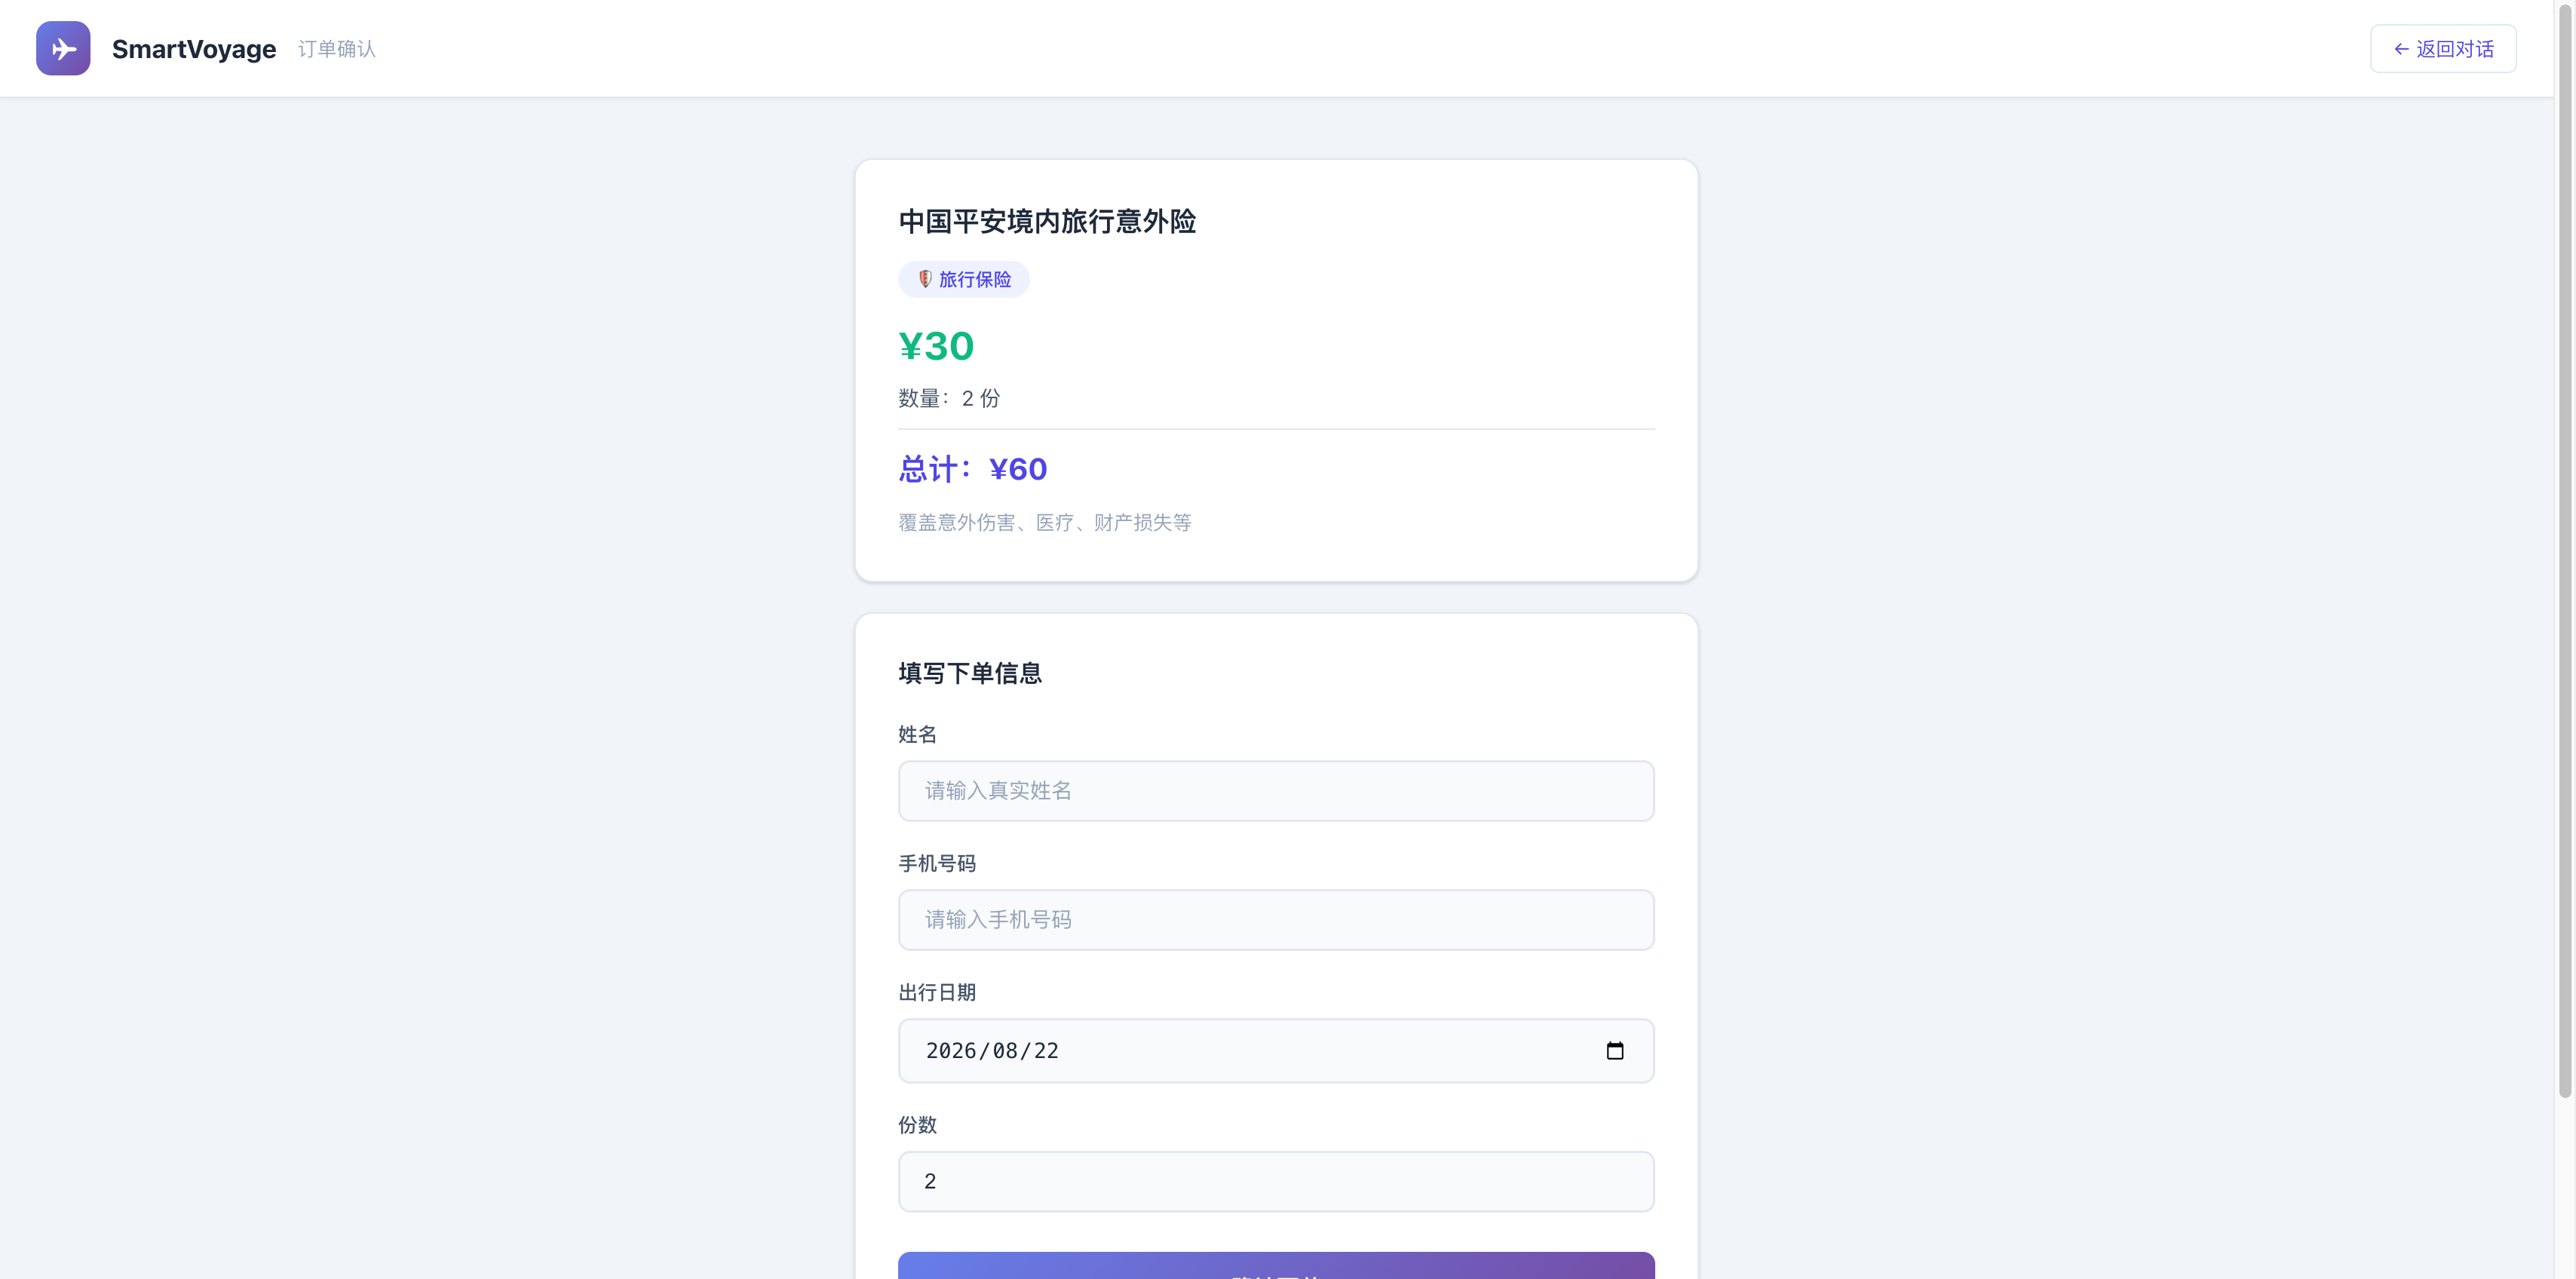 SmartVoyage 订单确认
← 返回对话
中国平安境内旅行意外险
旅行保险
¥30
数量：2 份
总计：¥60
覆盖意外伤害、医疗、财产损失等
填写下单信息
姓名
请输入真实姓名
手机号码
请输入手机号码
出行日期
2026/08/22
份数
2